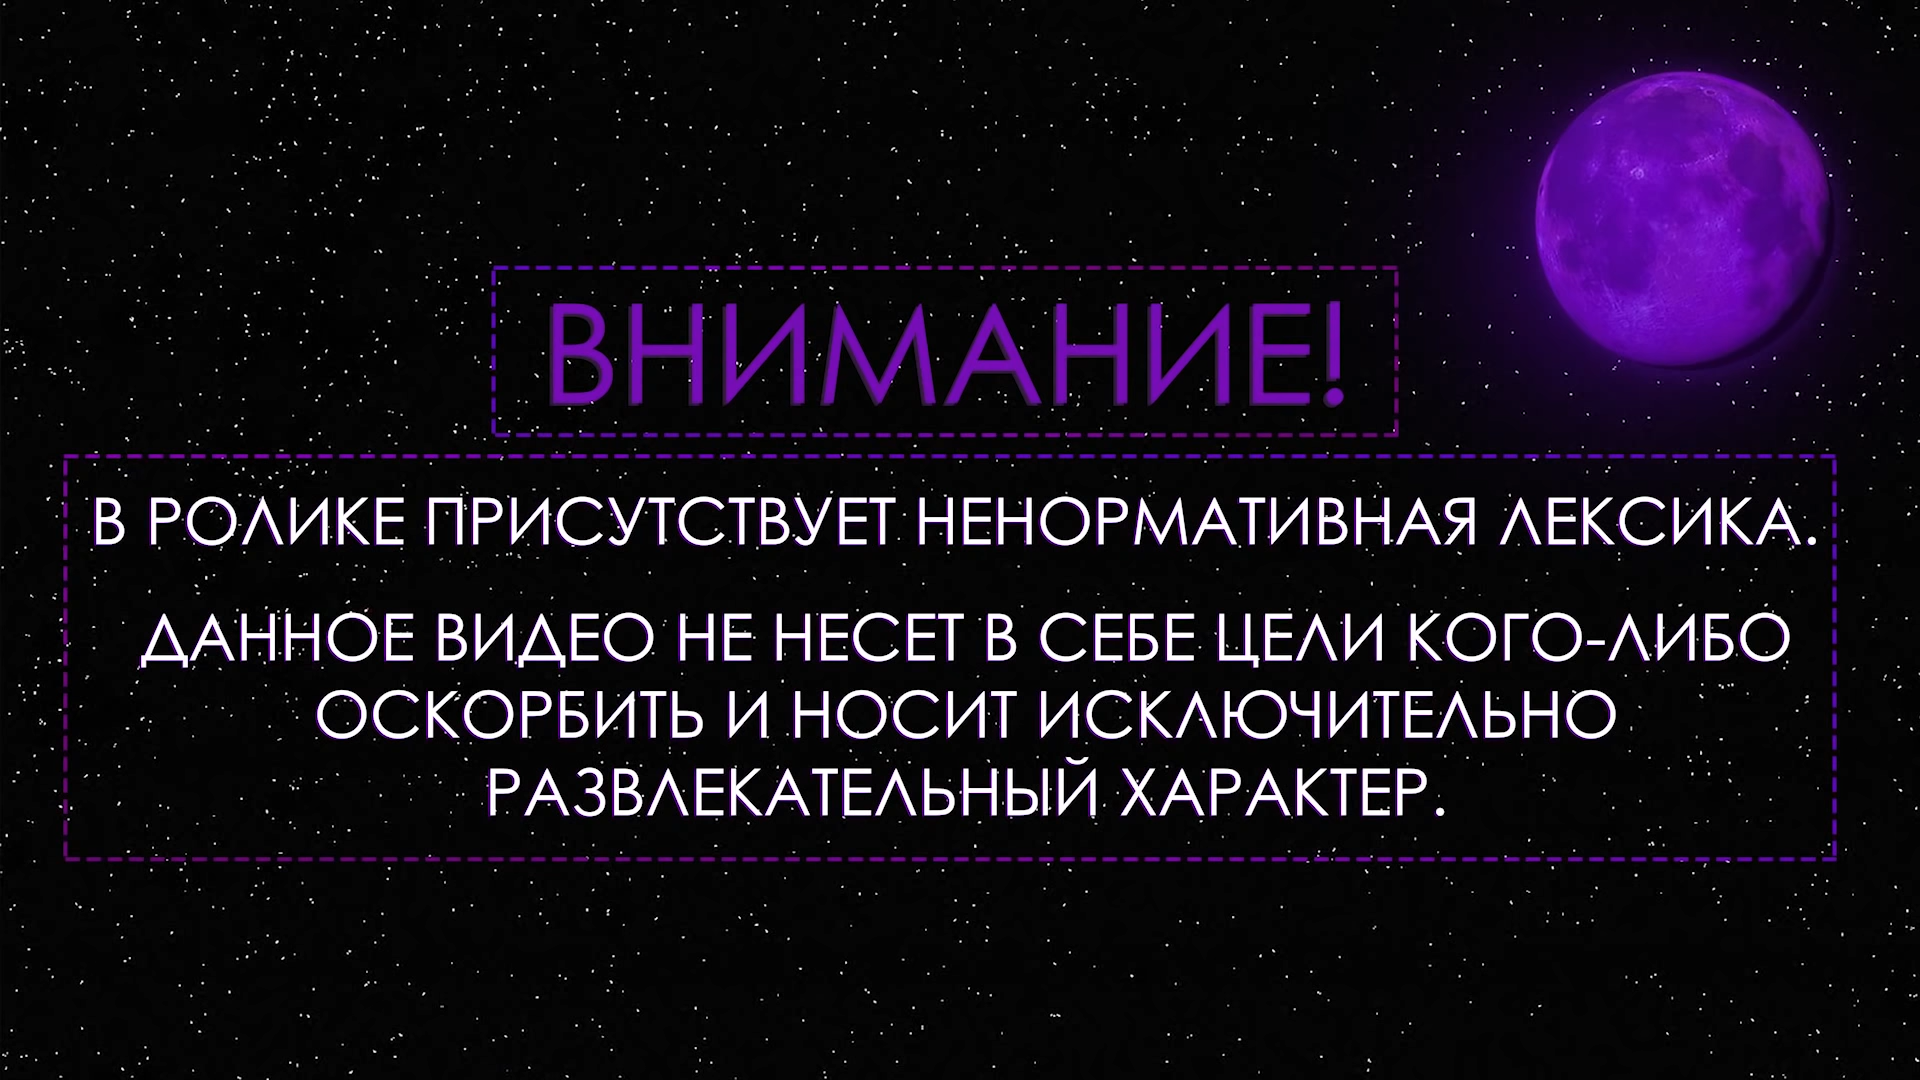 ВНИМАНИЕ!
В РОЛИКЕ ПРИСУТСТВУЕТ НЕНОРМАТИВНАЯ ЛЕКСИКА.
ДАННОЕ ВИДЕО НЕ НЕСЕТ В СЕБЕ ЦЕЛИ КОГО-ЛИБО
ОСКОРБИТЬ И НОСИТ ИСКЛЮЧИТЕЛЬНО
РАЗВЛЕКАТЕЛЬНЫЙ ХАРАКТЕР.